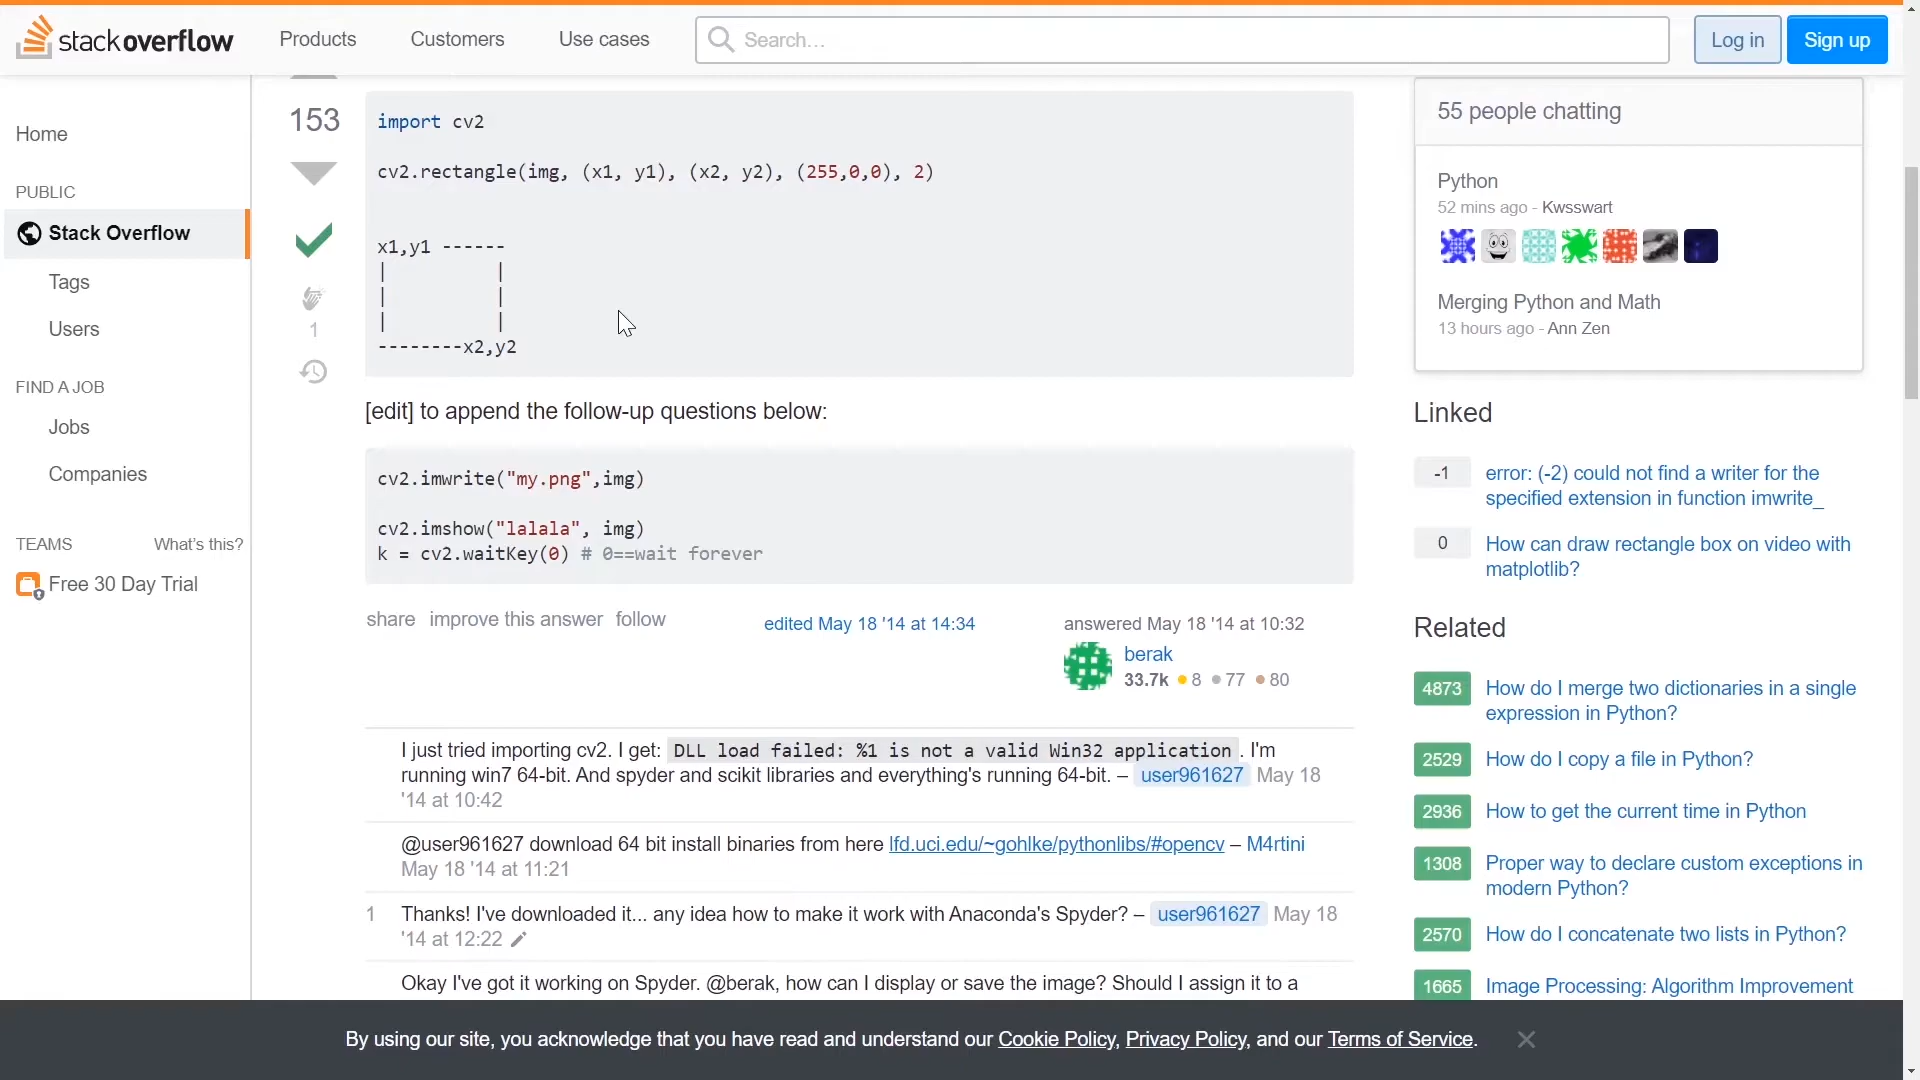 stackoverflow
Products
Customers
Use cases
Search...
Log in
Sign up
Home
PUBLIC
Stack Overflow
Tags
Users
FIND A JOB
Jobs
Companies
TEAMS
What's this?
Free 30 Day Trial
153
1
import cv2
cv2.rectangle(img, (x1, y1), (x2, y2), (255,0,0), 2)
x1,y1 ------
|          |
|          |
|          |
--------x2,y2
[edit] to append the follow-up questions below:
cv2.imwrite("my.png",img)
cv2.imshow("lalala", img)
k = cv2.waitKey(0) # 0==wait forever
share improve this answer follow
edited May 18 '14 at 14:34
answered May 18 '14 at 10:32
berak
33.7k 8 77 80
I just tried importing cv2. I get: DLL load failed: %1 is not a valid Win32 application . I'm
running win7 64-bit. And spyder and scikit libraries and everything's running 64-bit. – user961627 May 18
'14 at 10:42
@user961627 download 64 bit install binaries from here lfd.uci.edu/~gohlke/pythonlibs/#opencv – M4rtini
May 18 '14 at 11:21
1 Thanks! I've downloaded it... any idea how to make it work with Anaconda's Spyder? – user961627 May 18
'14 at 12:22
Okay I've got it working on Spyder. @berak, how can I display or save the image? Should I assign it to a
55 people chatting
Python
52 mins ago - Kwsswart
Merging Python and Math
13 hours ago - Ann Zen
Linked
-1 error: (-2) could not find a writer for the
specified extension in function imwrite_
0 How can draw rectangle box on video with
matplotlib?
Related
4873 How do I merge two dictionaries in a single
expression in Python?
2529 How do I copy a file in Python?
2936 How to get the current time in Python
1308 Proper way to declare custom exceptions in
modern Python?
2570 How do I concatenate two lists in Python?
1665 Image Processing: Algorithm Improvement
By using our site, you acknowledge that you have read and understand our Cookie Policy, Privacy Policy, and our Terms of Service.